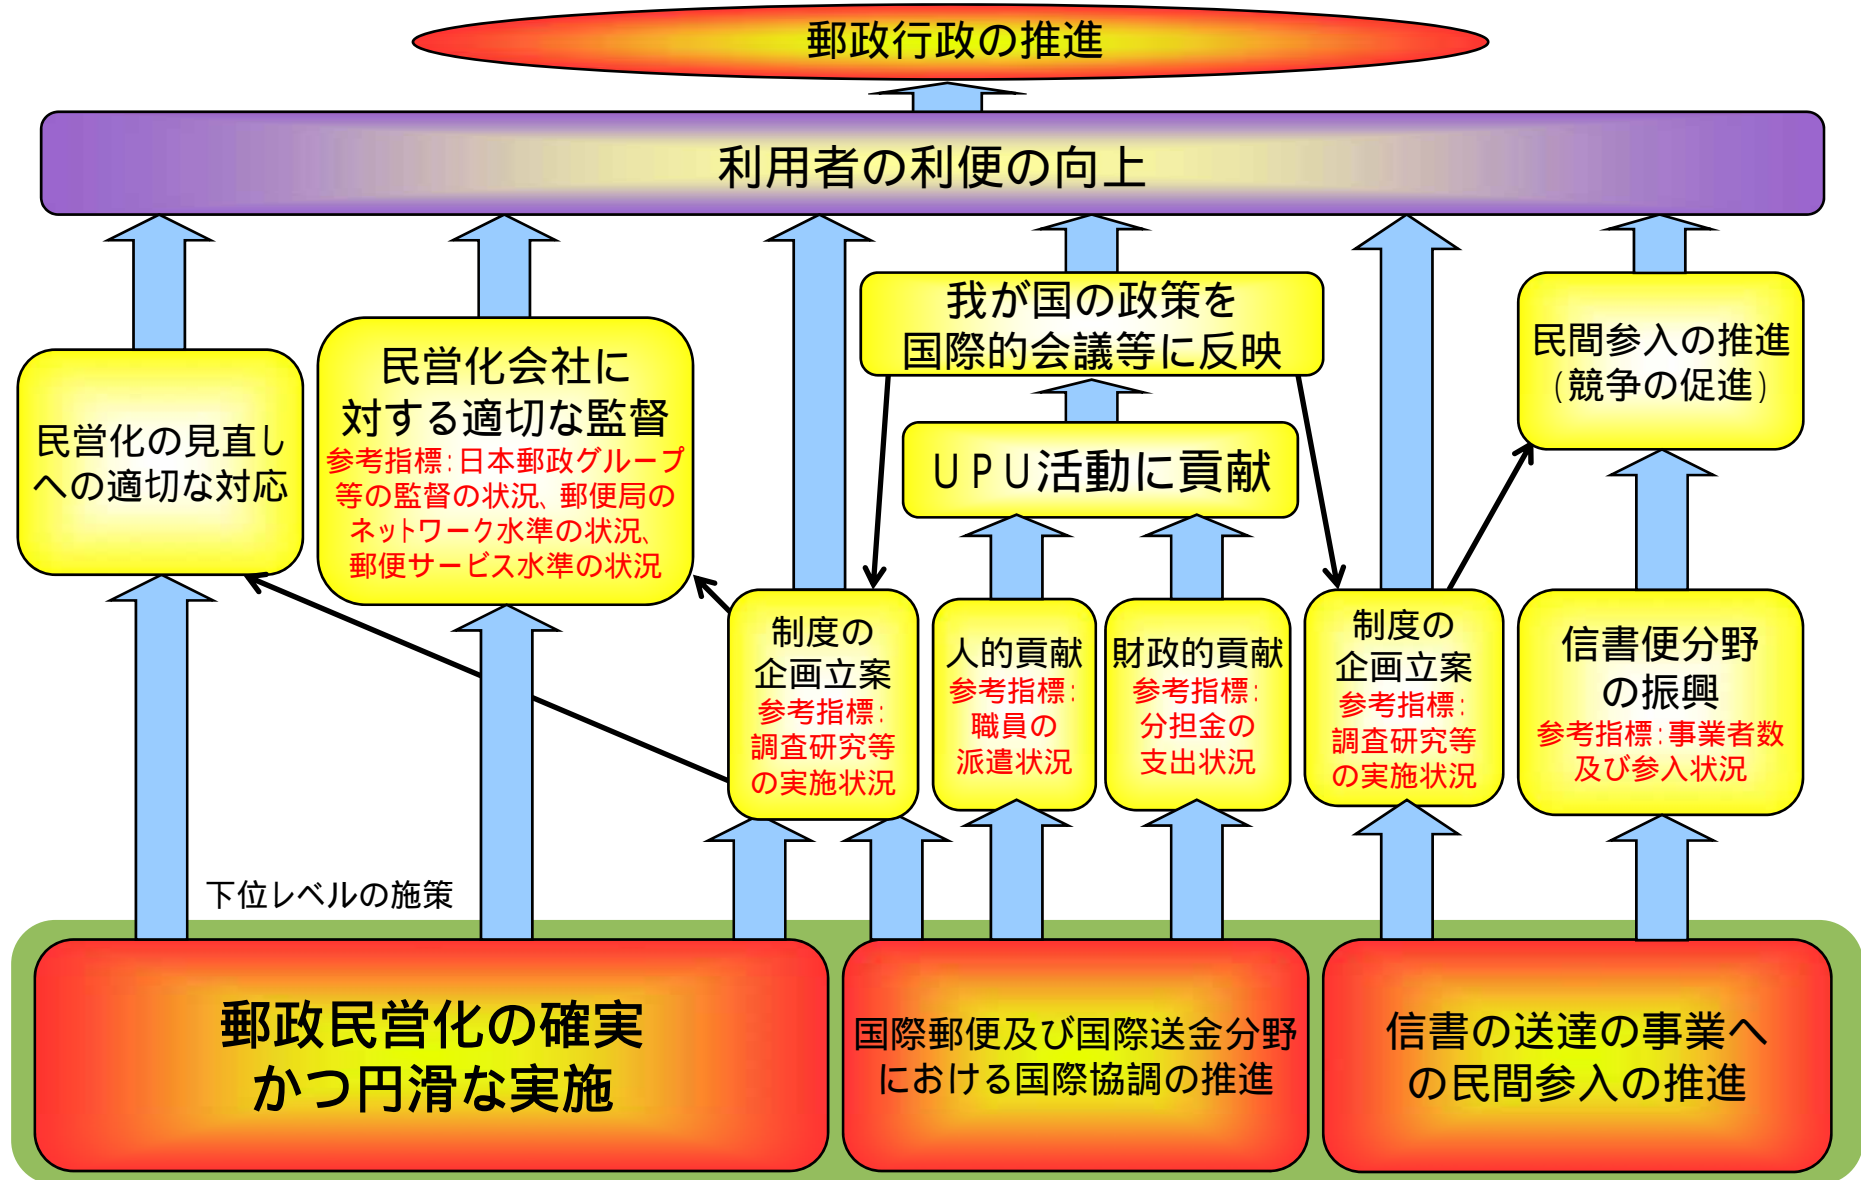 郵政行政の推進
利用者の利便の向上
民営化の見直し
への適切な対応
民営化会社に
対する適切な監督
参考指標:日本郵政グループ
等の監督の状況、郵便局の
ネットワーク水準の状況、
郵便サービス水準の状況
我が国の政策を
国際的会議等に反映
UPU活動に貢献
民間参入の推進
(競争の促進)
制度の
企画立案
参考指標:
調査研究等
の実施状況
人的貢献
参考指標:
職員の
派遣状況
財政的貢献
参考指標:
分担金の
支出状況
制度の
企画立案
参考指標:
調査研究等
の実施状況
信書便分野
の振興
参考指標:事業者数
及び参入状況
下位レベルの施策
郵政民営化の確実
かつ円滑な実施
国際郵便及び国際送金分野
における国際協調の推進
信書の送達の事業へ
の民間参入の推進